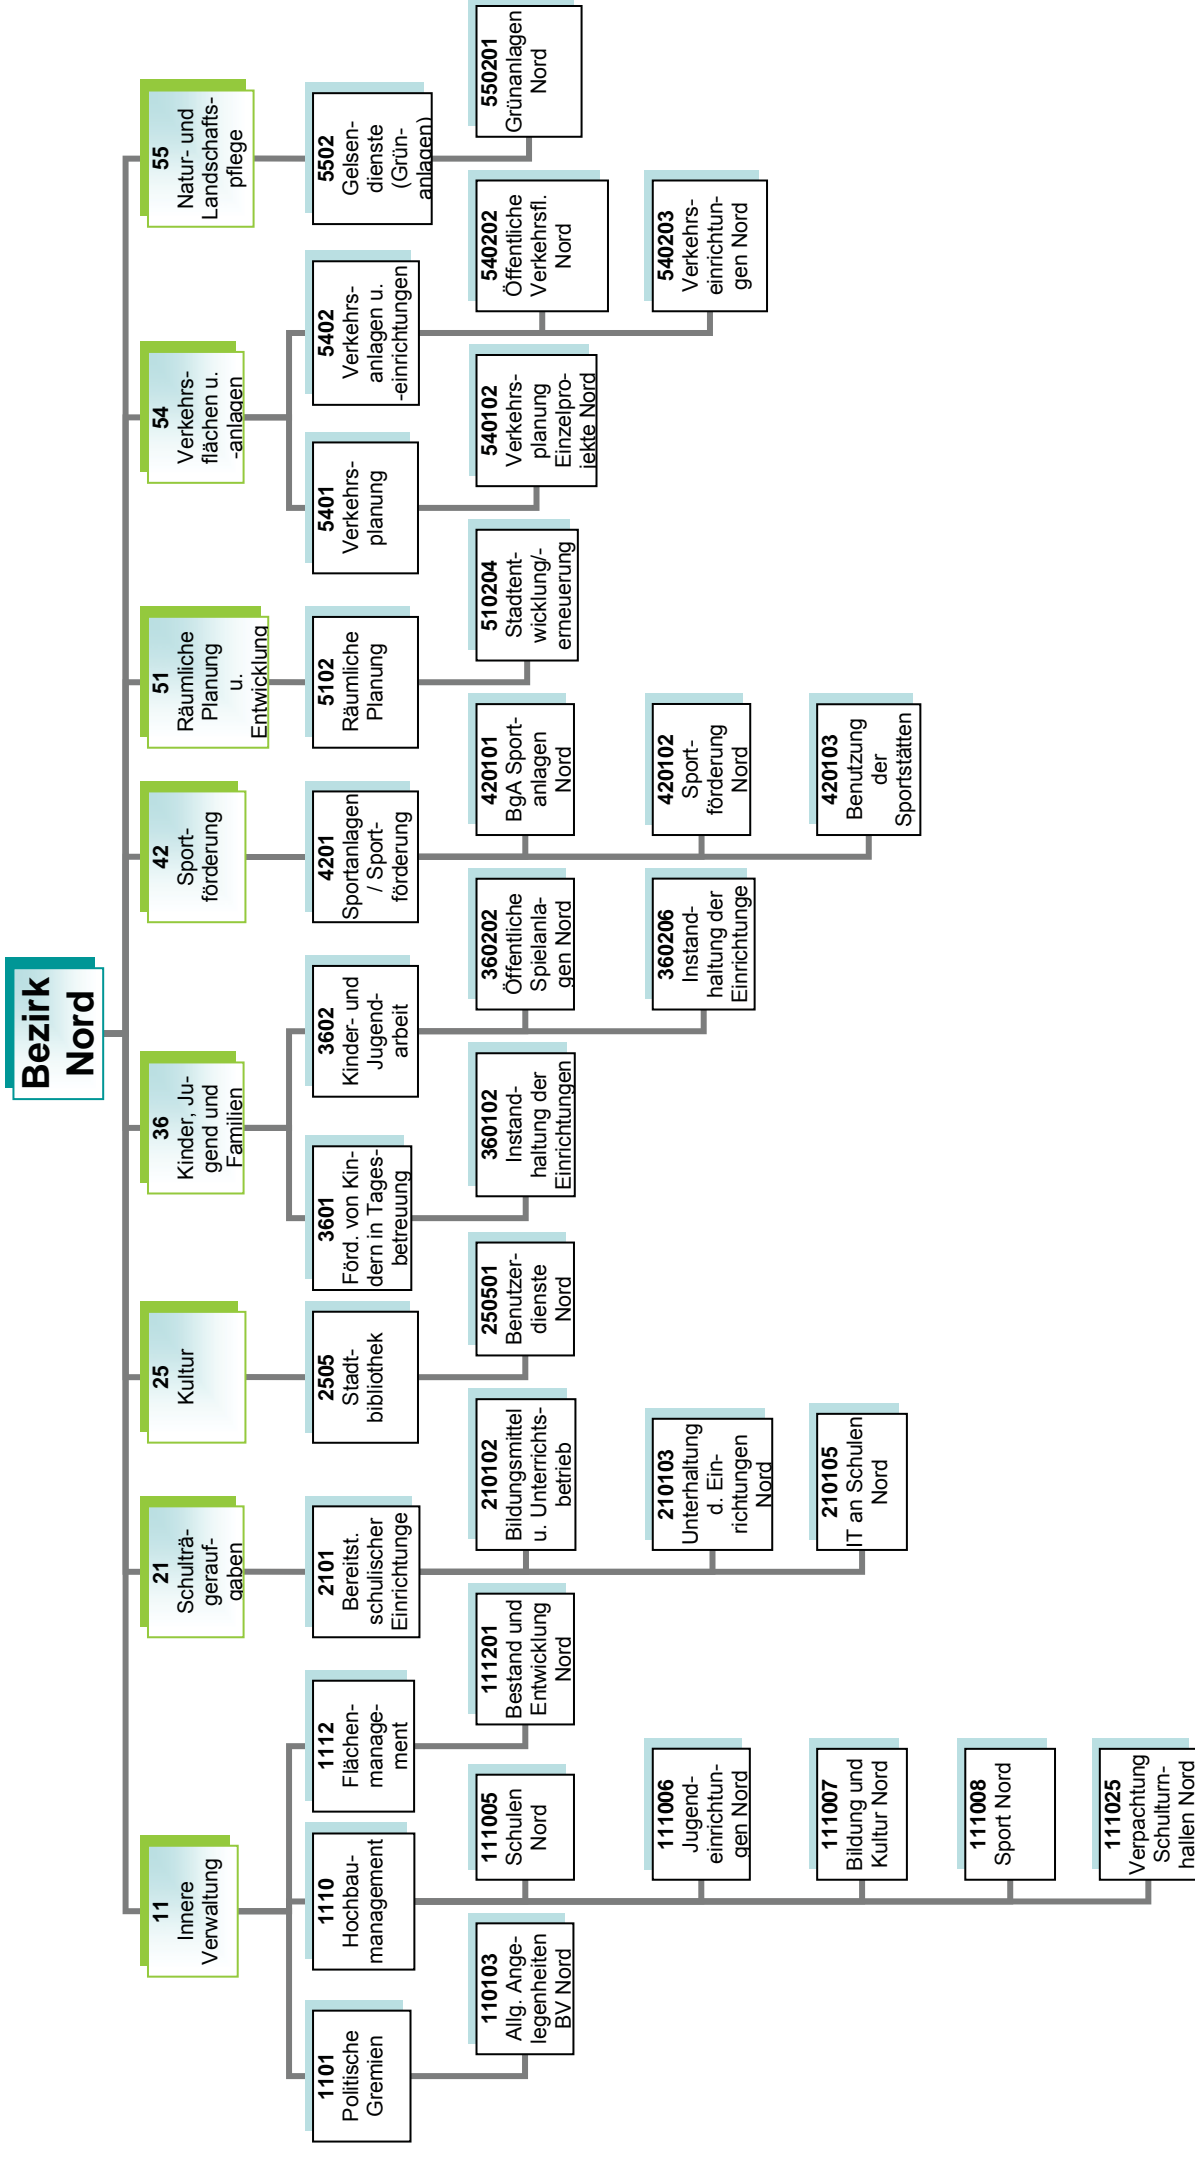 Bezirk
Nord
11
Innere
Verwaltung
21
Schulträ-
gerauf-
gaben
25
Kultur
36
Kinder, Ju-
gend und
Familien
42
Sport-
förderung
51
Räumliche
Planung
u.
Entwicklung
54
Verkehrs-
flächen u.
-anlagen
55
Natur- und
Landschafts-
pflege
1101
Politische
Gremien
1110
Hochbau-
management
1112
Flächen-
manage-
ment
2101
Bereitst.
schulischer
Einrichtunge
2505
Stadt-
bibliothek
3601
Förd. von Kin-
dern in Tages-
betreuung
3602
Kinder- und
Jugend-
arbeit
4201
Sportanlagen
/ Sport-
förderung
5102
Räumliche
Planung
5401
Verkehrs-
planung
5402
Verkehrs-
anlagen u.
-einrichtungen
5502
Gelsen-
dienste
(Grün-
anlagen)
110103
Allg. Ange-
legenheiten
BV Nord
111005
Schulen
Nord
111201
Bestand und
Entwicklung
Nord
210102
Bildungsmittel
u. Unterrichts-
betrieb
250501
Benutzer-
dienste
Nord
360102
Instand-
haltung der
Einrichtungen
360202
Öffentliche
Spielanla-
gen Nord
420101
BgA Sport-
anlagen
Nord
510204
Stadtent-
wicklung/-
erneuerung
540102
Verkehrs-
planung
Einzelpro-
jekte Nord
540202
Öffentliche
Verkehrsfl.
Nord
550201
Grünanlagen
Nord
111006
Jugend-
einrichtun-
gen Nord
210103
Unterhaltung
d. Ein-
richtungen
Nord
360206
Instand-
haltung der
Einrichtunge
420102
Sport-
förderung
Nord
540203
Verkehrs-
einrichtun-
gen Nord
111007
Bildung und
Kultur Nord
210105
IT an Schulen
Nord
420103
Benutzung
der
Sportstätten
111008
Sport Nord
111025
Verpachtung
Schulturn-
hallen Nord